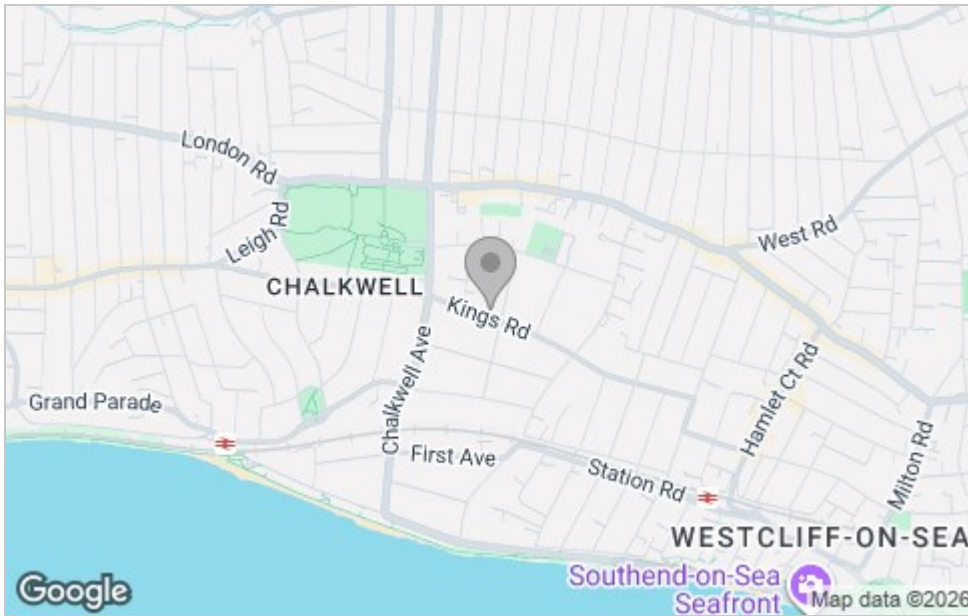 London Rd
Leigh Rd
West Rd
CHALKWELL
Kings Rd
Chalkwell Ave
Hamlet Ct Rd
Grand Parade
First Ave
Station Rd
Milton Rd
WESTCLIFF-ON-SEA
Southend-on-Sea
Seafront
Google
Map data ©2026